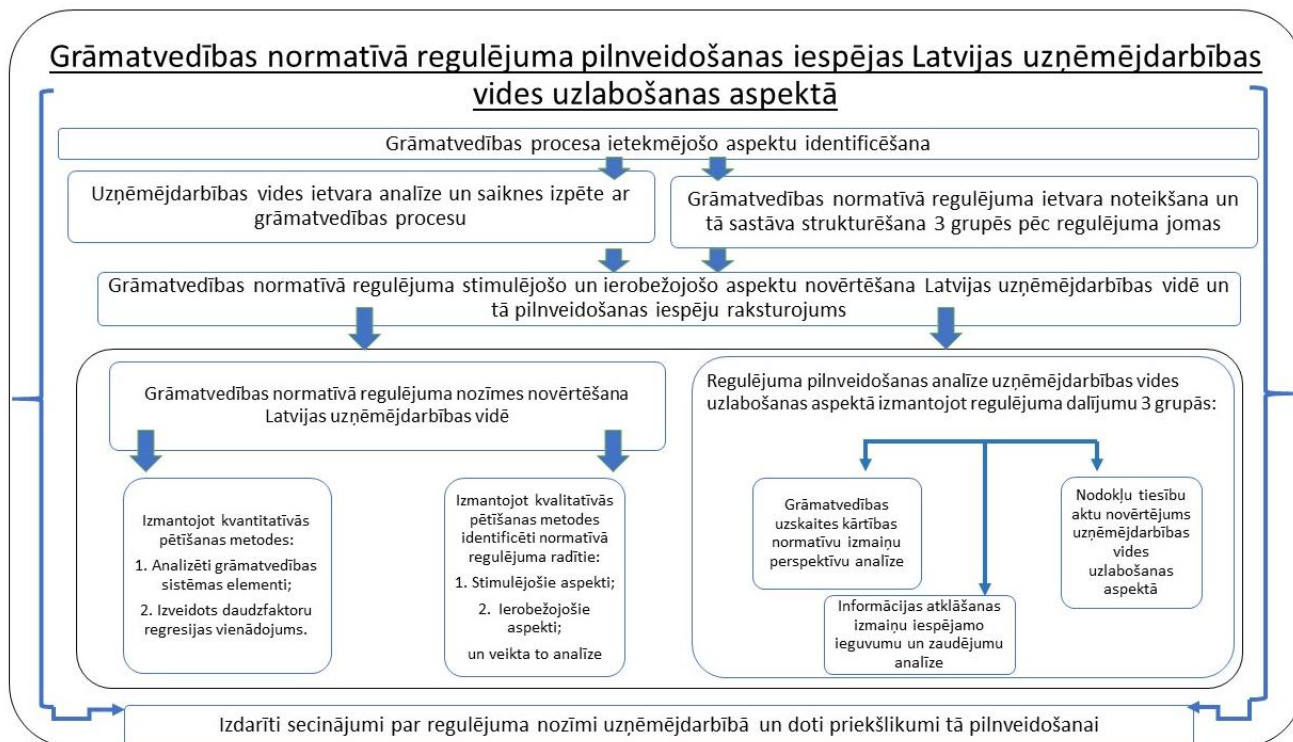 Grāmatvedības normatīvā regulējuma pilnveidošanas iespējas Latvijas uzņēmējdarbības
vides uzlabošanas aspektā
Grāmatvedības procesa ietekmējošo aspektu identificēšana
Uzņēmējdarbības vides ietvara analīze un saiknes izpēte ar
grāmatvedības procesu
Grāmatvedības normatīvā regulējuma ietvara noteikšana un
tā sastāva strukturēšana 3 grupēs pēc regulējuma jomas
Grāmatvedības normatīvā regulējuma stimulējošo un ierobežojošo aspektu novērtēšana Latvijas uzņēmējdarbības vidē un
tā pilnveidošanas iespēju raksturojums
Grāmatvedības normatīvā regulējuma nozīmes novērtēšana
Latvijas uzņēmējdarbības vidē
Izmantojot kvantitatīvās
pētīšanas metodes:
1. Analizēti grāmatvedības
sistēmas elementi;
2. Izveidots daudzfaktoru
regresijas vienādojums.
Izmantojot kvalitatīvās
pētīšanas metodes
identificēti normatīvā
regulējuma radītie:
1. Stimulējošie aspekti;
2. Ierobežojošie
aspekti;
un veikta to analīze
Regulējuma pilnveidošanas analīze uzņēmējdarbības vides
uzlabošanas aspektā izmantojot regulējuma dalījumu 3 grupās:
Grāmatvedības
uzskaites kārtības
normatīvu izmaiņu
perspektīvu analīze
Informācijas atklāšanas
izmaiņu iespējamo
ieguvumu un zaudējumu
analīze
Nodokļu tiesību
aktu novērtējums
uzņēmējdarbības
vides
uzlabošanas
aspektā
Izdarīti secinājumi par regulējuma nozīmi uzņēmējdarbībā un doti priekšlikumi tā pilnveidošanai